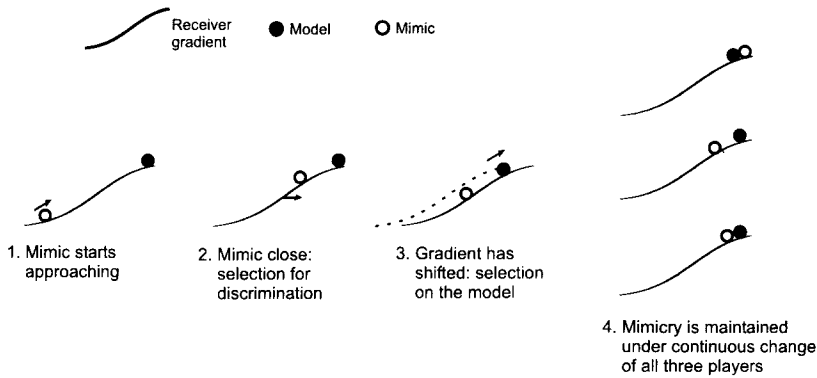 Receiver
gradient
Model
Mimic
1. Mimic starts
approaching
2. Mimic close:
selection for
discrimination
3. Gradient has
shifted: selection
on the model
4. Mimicry is maintained
under continuous change
of all three players